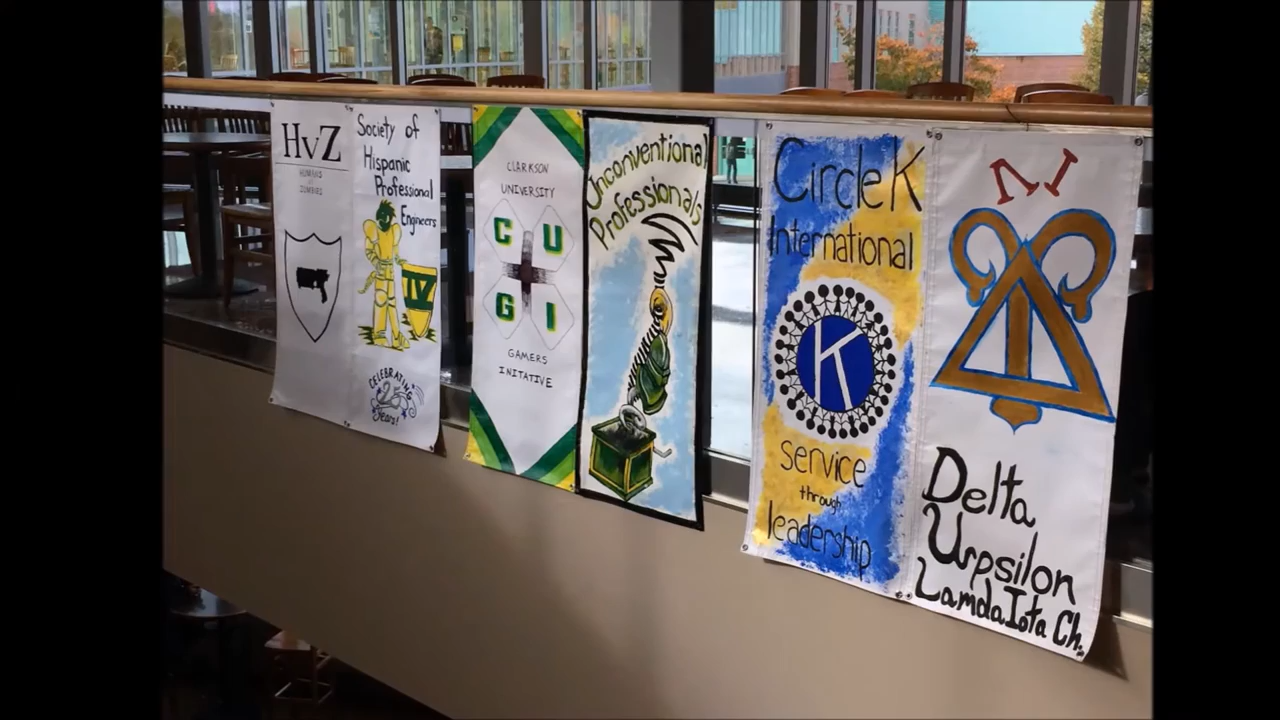 HvZ
HUMANS
vs
ZOMBIES
Society of
Hispanic
Professional
Engineers
CELEBRATING
25
Years!
CLARKSON
UNIVERSITY
C U
G I
GAMERS
INITATIVE
Unconventional
Professionals
Circle K
International
K
service
through
leadership
ΛI
Delta
Urpsilon
Lamda Iota Ch.